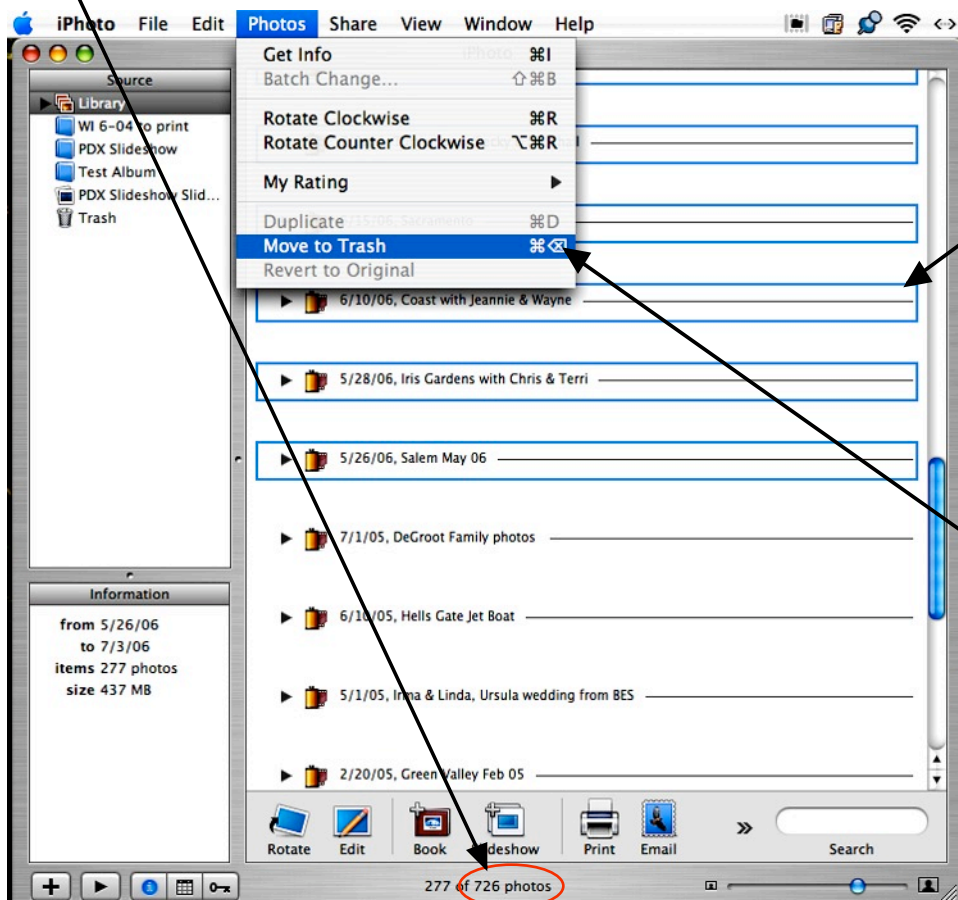 iPhoto File Edit Photos Share View Window Help
iPhoto
Source
Library
WI 6-04 to print
PDX Slideshow
Test Album
PDX Slideshow Slid...
Trash
Get Info ⌘I
Batch Change... ⇧⌘B
Rotate Clockwise ⌘R
Rotate Counter Clockwise ⌥⌘R
My Rating ▶
Duplicate ⌘D
Move to Trash ⌘⌫
Revert to Original
6/10/06, Coast with Jeannie & Wayne
5/28/06, Iris Gardens with Chris & Terri
5/26/06, Salem May 06
7/1/05, DeGroot Family photos
6/10/05, Hells Gate Jet Boat
5/1/05, Irma & Linda, Ursula wedding from BES
2/20/05, Green Valley Feb 05
Information
from 5/26/06
to 7/3/06
items 277 photos
size 437 MB
Rotate Edit Book Slideshow Print Email » Search
277 of 726 photos